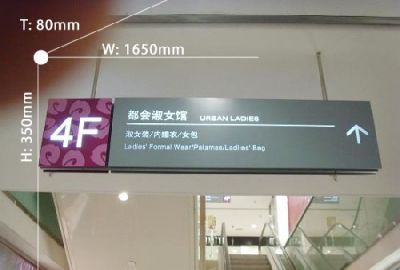 T: 80mm
W: 1650mm
H: 350mm
4F
都会淑女馆 URBAN LADIES
淑女装/内睡衣/女包
Ladies' Formal Wear/Pajamas/Ladies' Bag